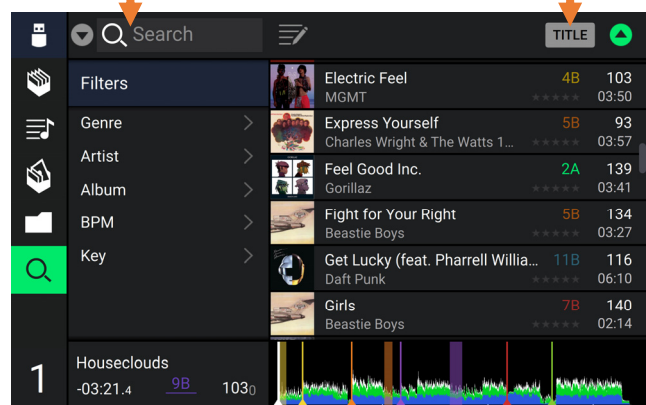 Search
TITLE
Filters
Genre
Artist
Album
BPM
Key
Electric Feel 4B 103
MGMT ★★★★★ 03:50
Express Yourself 5B 93
Charles Wright & The Watts 1... ★★★★★ 03:57
Feel Good Inc. 2A 139
Gorillaz ★★★★★ 03:41
Fight for Your Right 5B 134
Beastie Boys ★★★★★ 03:27
Get Lucky (feat. Pharrell Willia... 11B 116
Daft Punk ★★★★★ 06:10
Girls 7B 140
Beastie Boys ★★★★★ 02:14
1
Houseclouds
-03:21.4 9B 1030